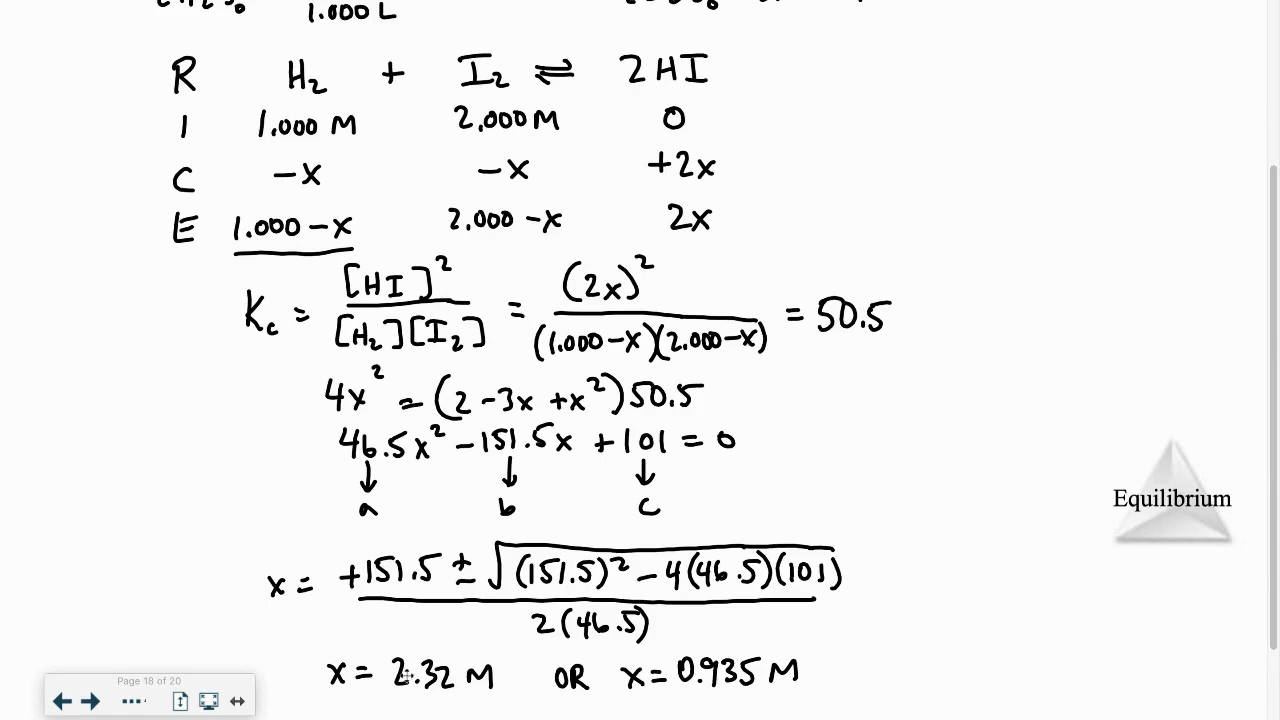 1.000 L
R H₂ + I₂ ⇌ 2HI
I 1.000 M 2.000 M 0
C -x -x +2x
E 1.000-x 2.000-x 2x
Kc = [HI]² / [H₂][I₂] = (2x)² / (1.000-x)(2.000-x) = 50.5
4x² = (2 - 3x + x²)50.5
46.5x² - 151.5x + 101 = 0
a b c
Equilibrium
x = +151.5 ± √(151.5)² - 4(46.5)(101) / 2(46.5)
x = 2.32 M OR x = 0.935 M
Page 18 of 20